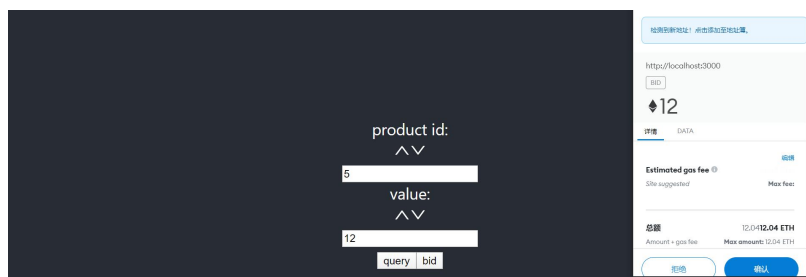 product id:
5
value:
12
query bid
检测到新地址！点击添加至地址簿。
http://localhost:3000
BID
12
详情 DATA
编辑
Estimated gas fee
Site suggested Max fee:
总额 12.0412.04 ETH
Amount + gas fee Max amount: 12.04 ETH
拒绝 确认